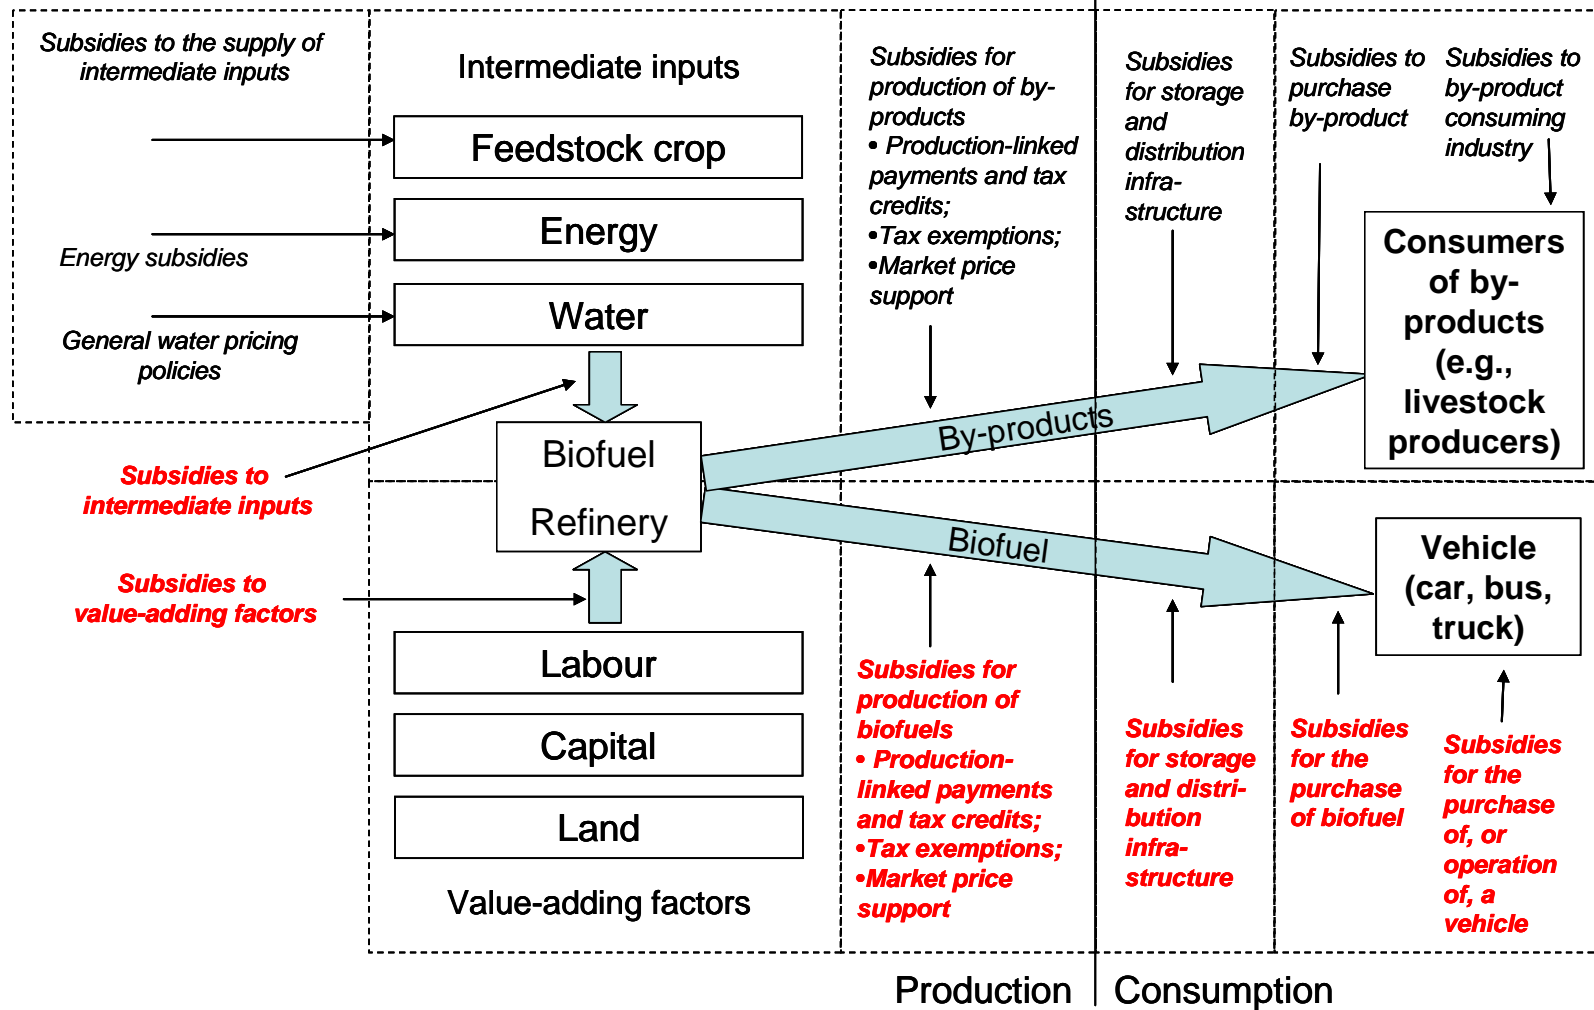 Subsidies to the supply of
intermediate inputs
Energy subsidies
General water pricing
policies
Subsidies to
intermediate inputs
Subsidies to
value-adding factors
Intermediate inputs
Feedstock crop
Energy
Water
Biofuel
Refinery
Labour
Capital
Land
Value-adding factors
Subsidies for
production of by-
products
• Production-linked
payments and tax
credits;
•Tax exemptions;
•Market price
support
By-products
Biofuel
Subsidies for
production of
biofuels
• Production-
linked payments
and tax credits;
•Tax exemptions;
•Market price
support
Subsidies
for storage
and
distribution
infra-
structure
Subsidies to
purchase
by-product
Subsidies to
by-product
consuming
industry
Consumers
of by-
products
(e.g.,
livestock
producers)
Vehicle
(car, bus,
truck)
Subsidies
for storage
and distri-
bution
infra-
structure
Subsidies
for the
purchase
of biofuel
Subsidies
for the
purchase
of, or
operation
of, a
vehicle
Production
Consumption